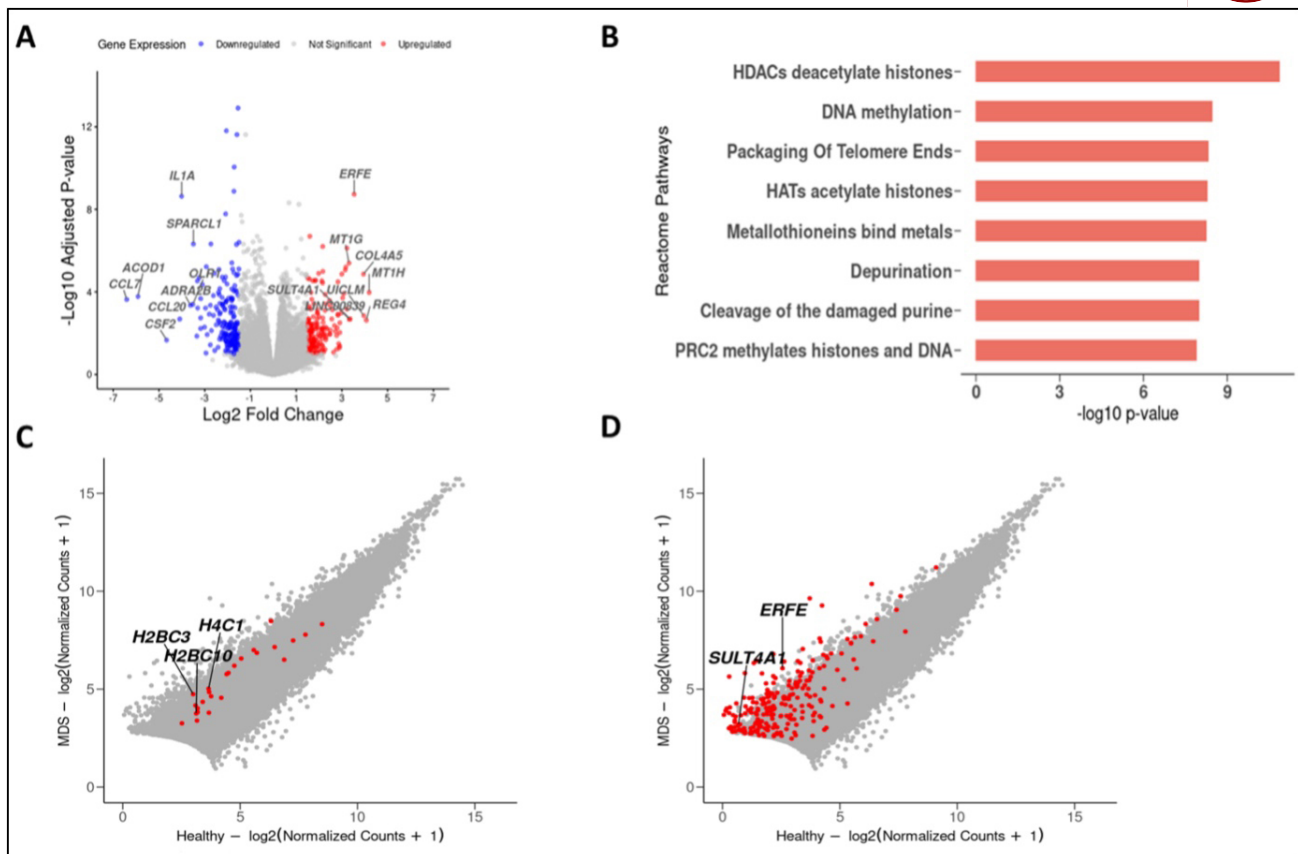 A
Gene Expression Downregulated Not Significant Upregulated
-Log10 Adjusted P-value
12
8
4
0
ERFE
IL1A
SPARCL1
MT1G
COL4A5
ACOD1
OLR1
MT1H
CCL7
ADRA2B
SULT4A1
UICLM
CCL20
LINC00839
REG4
CSF2
-7 -5 -3 -1 1 3 5 7
Log2 Fold Change
B
Reactome Pathways
HDACs deacetylate histones
DNA methylation
Packaging Of Telomere Ends
HATs acetylate histones
Metallothioneins bind metals
Depurination
Cleavage of the damaged purine
PRC2 methylates histones and DNA
0 3 6 9
-log10 p-value
C
MDS – log2(Normalized Counts + 1)
15
10
5
0
H4C1
H2BC3
H2BC10
0 5 10 15
Healthy – log2(Normalized Counts + 1)
D
MDS – log2(Normalized Counts + 1)
15
10
5
0
ERFE
SULT4A1
0 5 10 15
Healthy – log2(Normalized Counts + 1)